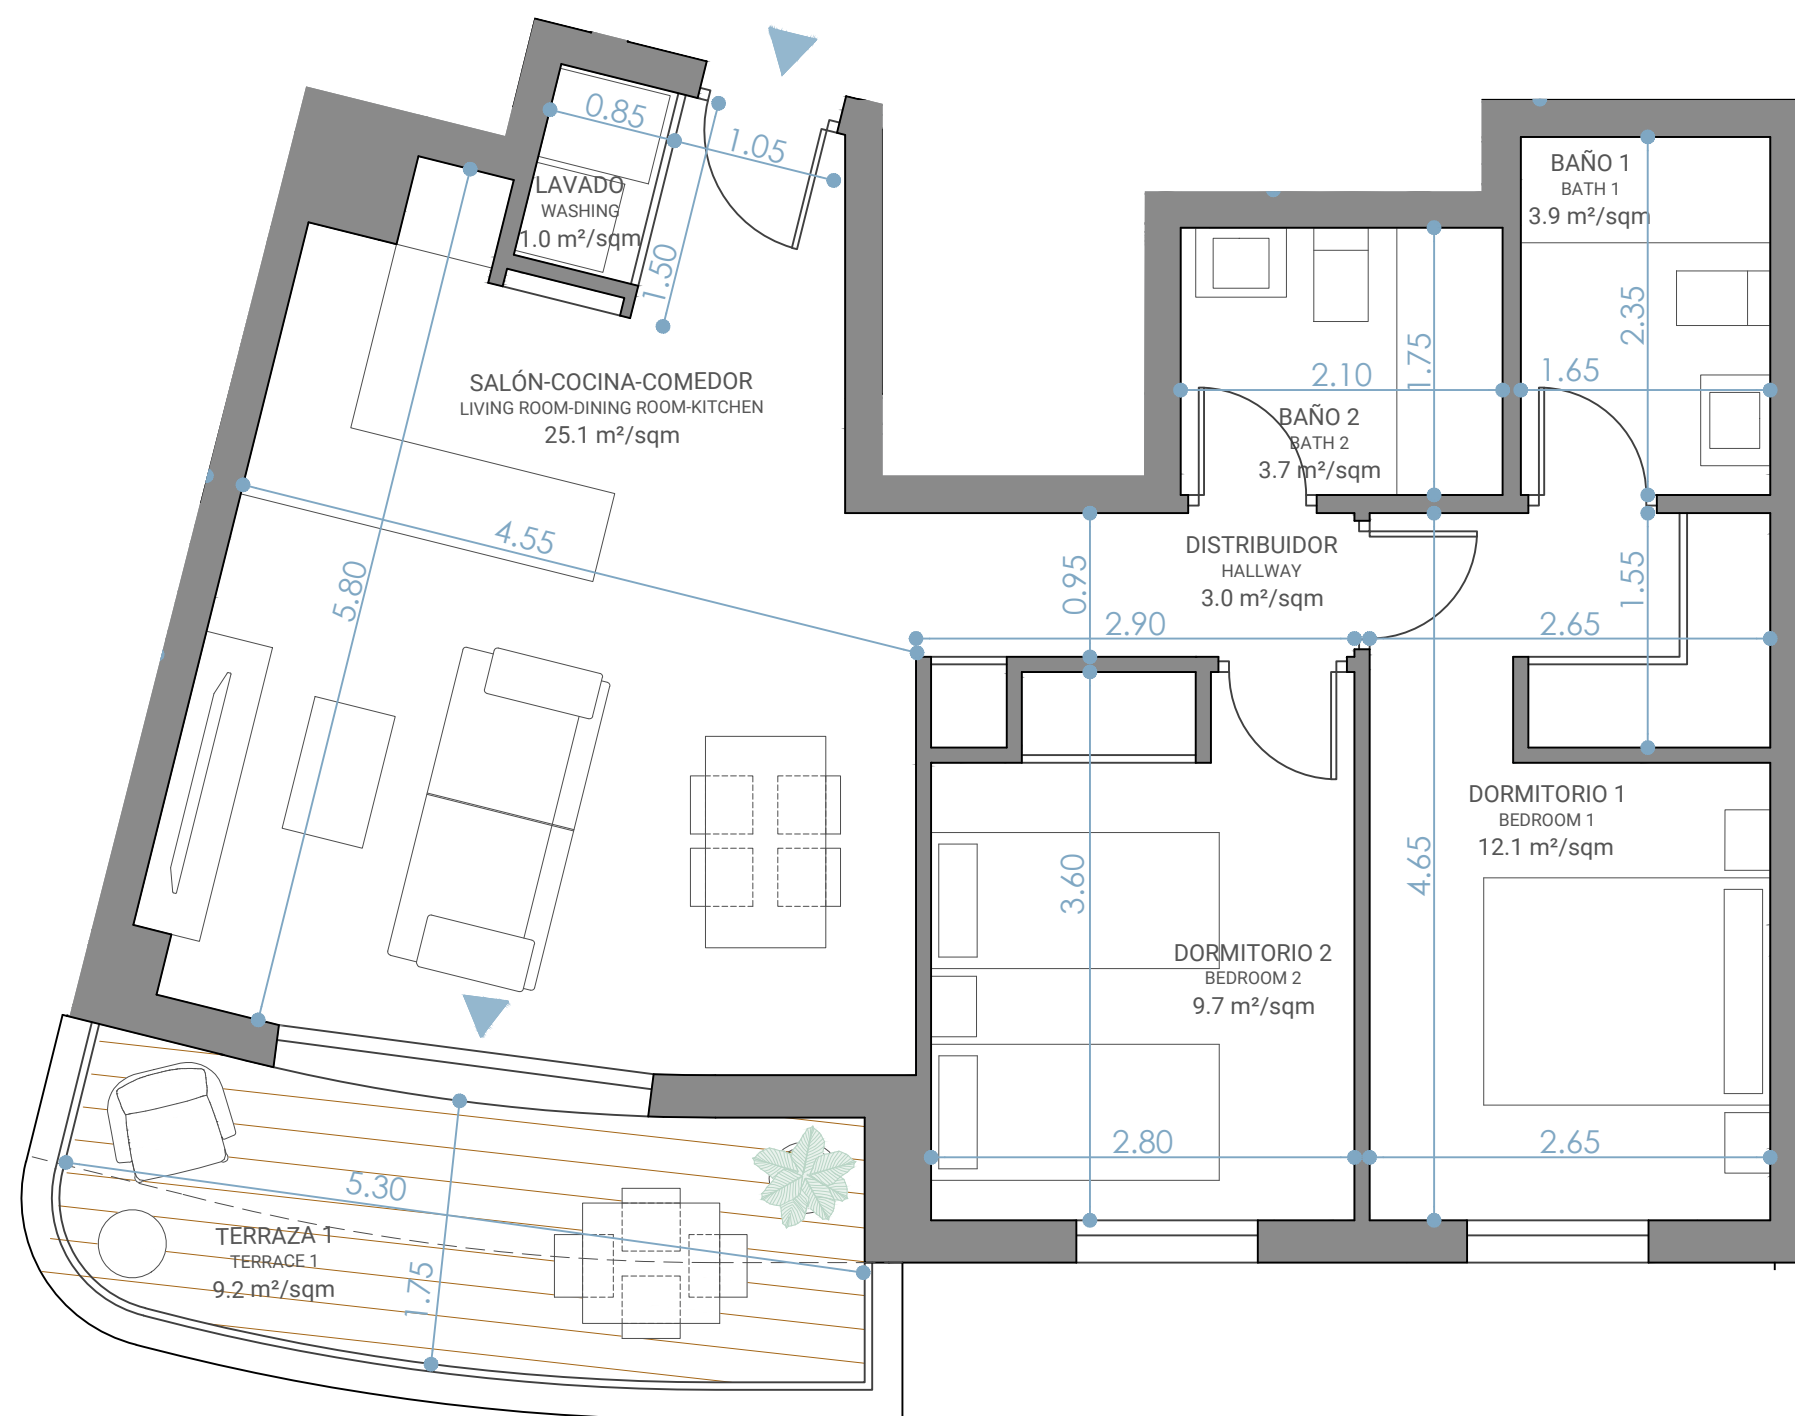 0.85
1.05
LAVADO
WASHING
1.0 m²/sqm
1.50
BAÑO 1
BATH 1
3.9 m²/sqm
2.35
1.65
1.75
2.10
BAÑO 2
BATH 2
3.7 m²/sqm
SALÓN-COCINA-COMEDOR
LIVING ROOM-DINING ROOM-KITCHEN
25.1 m²/sqm
4.55
5.80
DISTRIBUIDOR
HALLWAY
3.0 m²/sqm
0.95
2.90
1.55
2.65
DORMITORIO 1
BEDROOM 1
12.1 m²/sqm
4.65
3.60
DORMITORIO 2
BEDROOM 2
9.7 m²/sqm
2.80
2.65
5.30
TERRAZA 1
TERRACE 1
9.2 m²/sqm
1.75